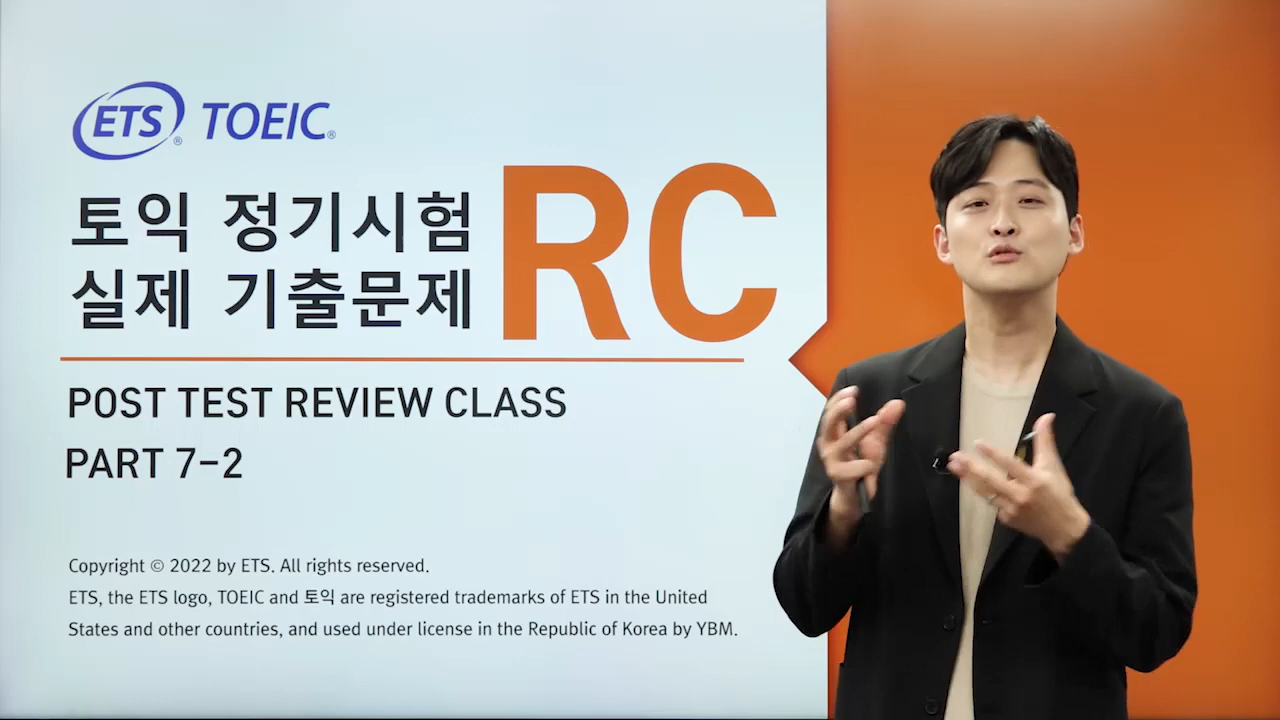 ETS® TOEIC®
토익 정기시험
실제 기출문제
RC
POST TEST REVIEW CLASS
PART 7-2
Copyright © 2022 by ETS. All rights reserved.
ETS, the ETS logo, TOEIC and 토익 are registered trademarks of ETS in the United
States and other countries, and used under license in the Republic of Korea by YBM.